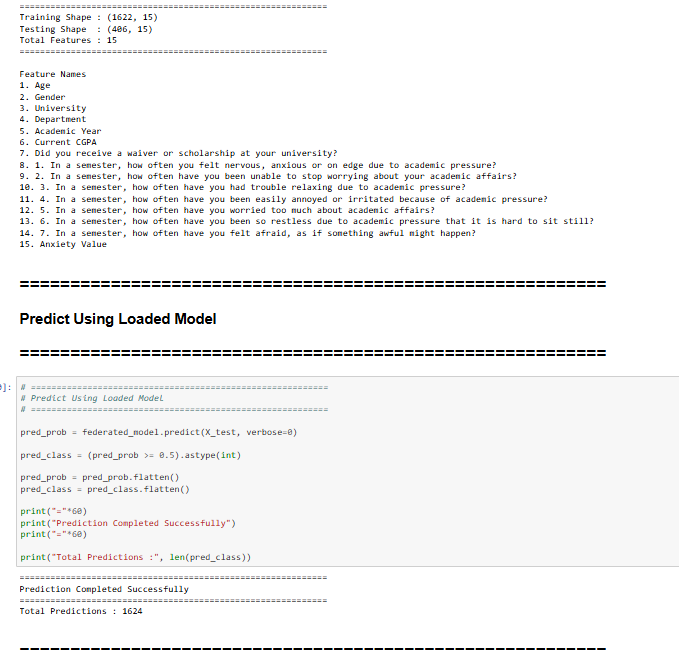 ============================================================
Training Shape : (1622, 15)
Testing Shape  : (406, 15)
Total Features : 15
============================================================
Feature Names
1. Age
2. Gender
3. University
4. Department
5. Academic Year
6. Current CGPA
7. Did you receive a waiver or scholarship at your university?
8. 1. In a semester, how often you felt nervous, anxious or on edge due to academic pressure?
9. 2. In a semester, how often have you been unable to stop worrying about your academic affairs?
10. 3. In a semester, how often have you had trouble relaxing due to academic pressure?
11. 4. In a semester, how often have you been easily annoyed or irritated because of academic pressure?
12. 5. In a semester, how often have you worried too much about academic affairs?
13. 6. In a semester, how often have you been so restless due to academic pressure that it is hard to sit still?
14. 7. In a semester, how often have you felt afraid, as if something awful might happen?
15. Anxiety Value
============================================================
Predict Using Loaded Model
============================================================
]:
# ============================================================
# Predict Using Loaded Model
# ============================================================
pred_prob = federated_model.predict(X_test, verbose=0)
pred_class = (pred_prob >= 0.5).astype(int)
pred_prob = pred_prob.flatten()
pred_class = pred_class.flatten()
print("="*60)
print("Prediction Completed Successfully")
print("="*60)
print("Total Predictions :", len(pred_class))
============================================================
Prediction Completed Successfully
============================================================
Total Predictions : 1624
============================================================